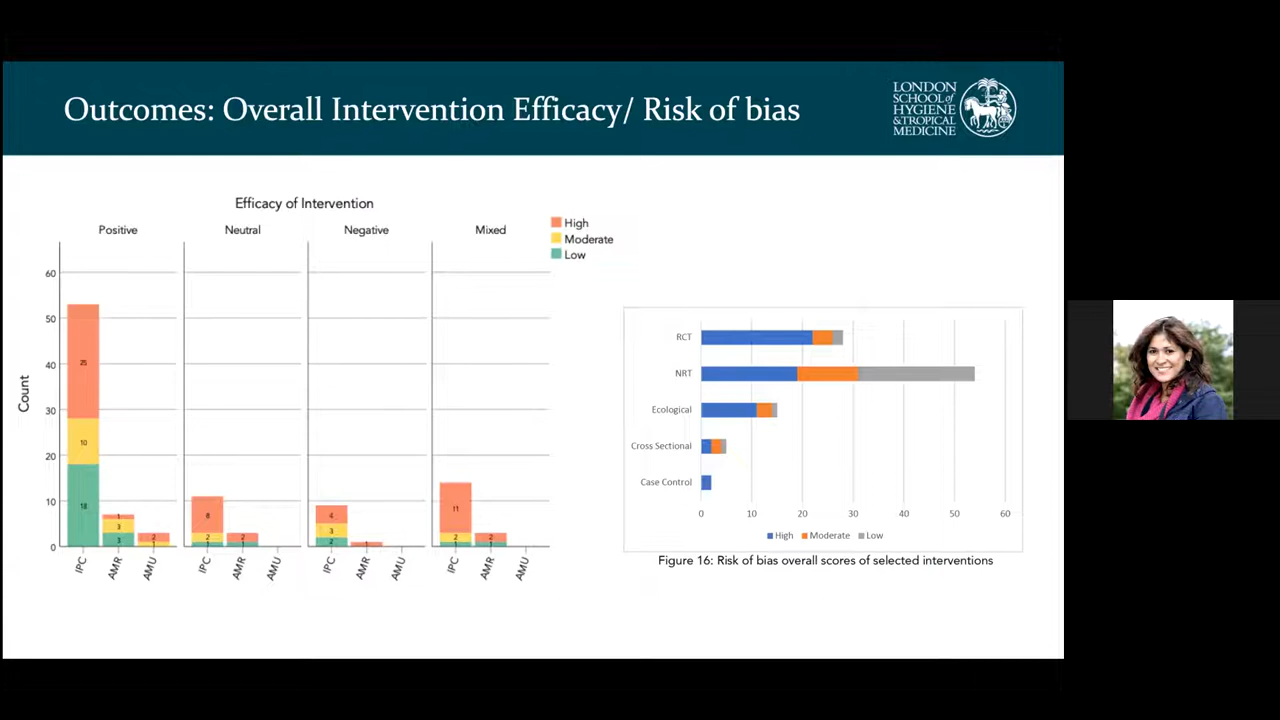 Outcomes: Overall Intervention Efficacy/ Risk of bias
LONDON
SCHOOL of
HYGIENE
& TROPICAL
MEDICINE
Efficacy of Intervention
Positive Neutral Negative Mixed
High
Moderate
Low
Count
60
50
40
30
20
10
0
25
10
18
1
3
3
2
1
8
2
1
2
1
4
3
2
1
11
2
1
2
1
IPC AMR AMU IPC AMR AMU IPC AMR AMU IPC AMR AMU
RCT
NRT
Ecological
Cross Sectional
Case Control
0 10 20 30 40 50 60
High Moderate Low
Figure 16: Risk of bias overall scores of selected interventions